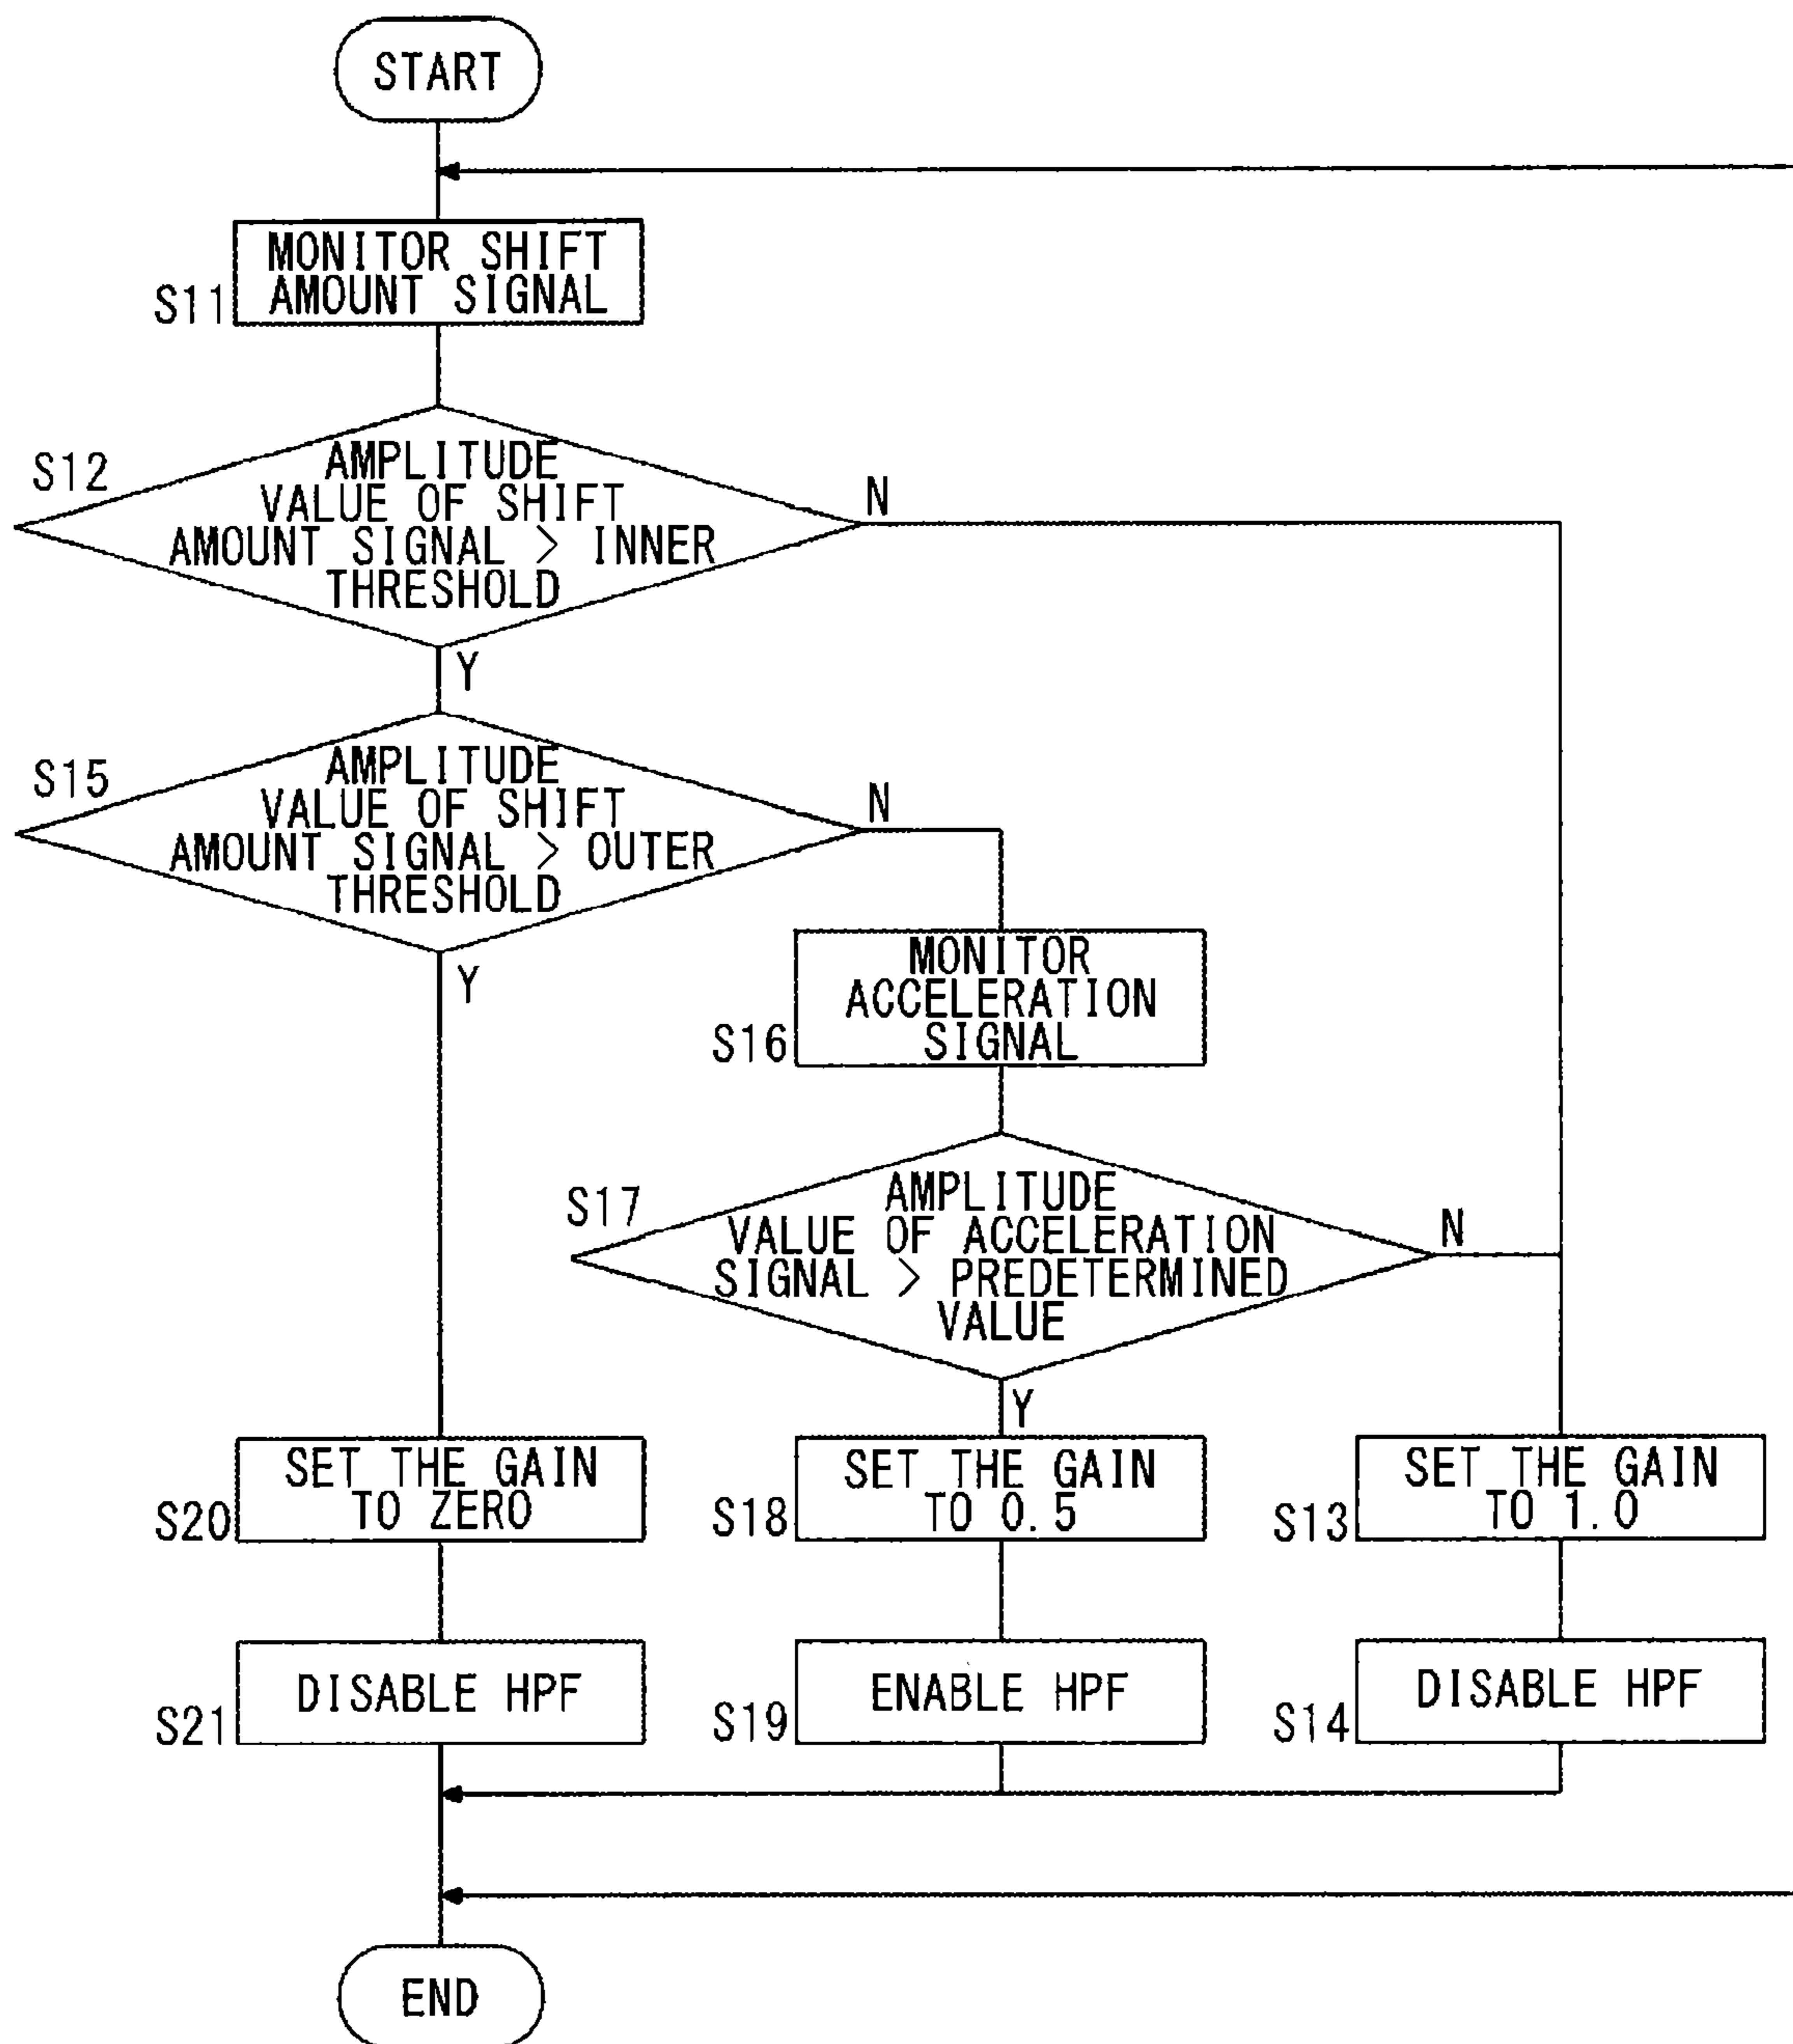 START
MONITOR SHIFT
AMOUNT SIGNAL
S11
S12
AMPLITUDE
VALUE OF SHIFT
AMOUNT SIGNAL > INNER
THRESHOLD
N
Y
S15
AMPLITUDE
VALUE OF SHIFT
AMOUNT SIGNAL > OUTER
THRESHOLD
N
Y
MONITOR
ACCELERATION
SIGNAL
S16
S17
AMPLITUDE
VALUE OF ACCELERATION
SIGNAL > PREDETERMINED
VALUE
N
Y
SET THE GAIN
TO ZERO
S20
SET THE GAIN
TO 0.5
S18
SET THE GAIN
TO 1.0
S13
DISABLE HPF
S21
ENABLE HPF
S19
DISABLE HPF
S14
END